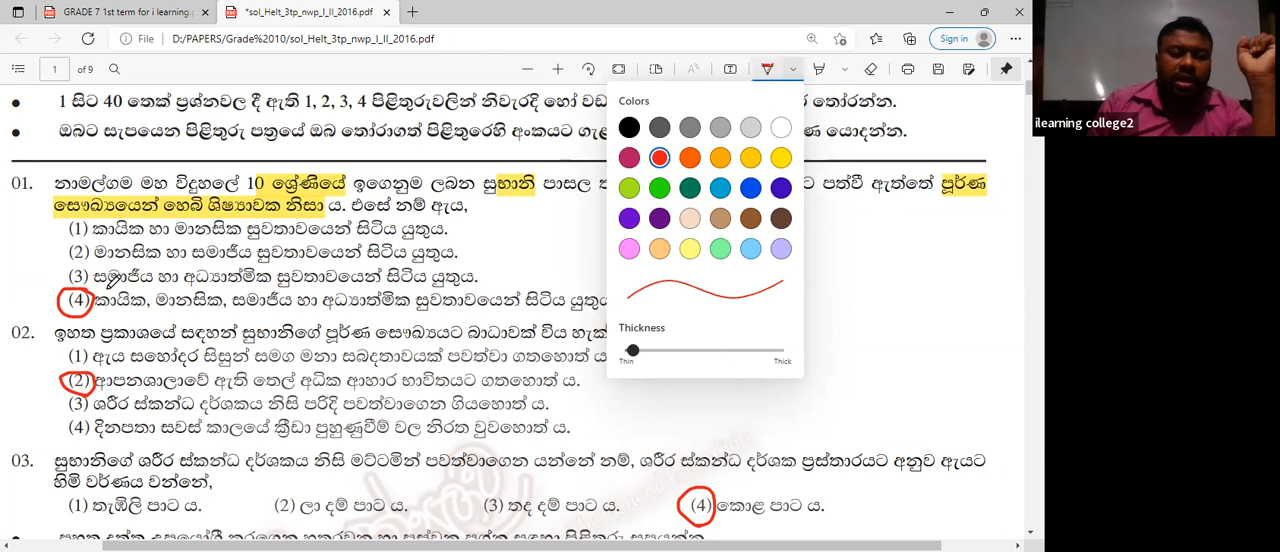 GRADE 7 1st term for i learning.
*sol_Helt_3tp_nwp_I_II_2016.pdf
File D:/PAPERS/Grade%2010/sol_Helt_3tp_nwp_I_II_2016.pdf Sign in
1 of 9
Colors
Thickness
Thin Thick
ilearning college2
• 1 සිට 40 තෙක් ප්‍රශ්නවල දී ඇති 1, 2, 3, 4 පිළිතුරුවලින් නිවැරදි හෝ වඩ තෝරන්න.
• ඔබට සැපයෙන පිළිතුරු පත්‍රයේ ඔබ තෝරාගත් පිළිතුරෙහි අංකයට ගැළ ණ යොදන්න.
01. නාමල්ගම මහ විදුහලේ 10 ශ්‍රේණියේ ඉගෙනුම ලබන සුභානි පාසල ට පත්වී ඇත්තේ පූර්ණ
සෞඛ්‍යයෙන් හෙබි ශිෂ්‍යාවක නිසා ය. එසේ නම් ඇය,
(1) කායික හා මානසික සුවතාවයෙන් සිටිය යුතුය.
(2) මානසික හා සමාජීය සුවතාවයෙන් සිටිය යුතුය.
(3) සමාජීය හා අධ්‍යාත්මික සුවතාවයෙන් සිටිය යුතුය.
(4) කායික, මානසික, සමාජීය හා අධ්‍යාත්මික සුවතාවයෙන් සිටිය යුතු
02. ඉහත ප්‍රකාශයේ සඳහන් සුභානිගේ පූර්ණ සෞඛ්‍යයට බාධාවක් විය හැක්
(1) ඇය සහෝදර සිසුන් සමග මනා සබදතාවයක් පවත්වා ගතහොත් ය
(2) ආපනශාලාවේ ඇති තෙල් අධික ආහාර භාවිතයට ගතහොත් ය.
(3) ශරීර ස්කන්ධ දර්ශකය නිසි පරිදි පවත්වාගෙන ගියහොත් ය.
(4) දිනපතා සවස් කාලයේ ක්‍රීඩා පුහුණුවීම් වල නිරත වුවහොත් ය.
03. සුභානිගේ ශරීර ස්කන්ධ දර්ශකය නිසි මට්ටමින් පවත්වාගෙන යන්නේ නම්, ශරීර ස්කන්ධ දර්ශක ප්‍රස්තාරයට අනුව ඇයට
හිමි වර්ණය වන්නේ,
(1) තැඹිලි පාට ය. (2) ලා දම් පාට ය. (3) තද දම් පාට ය. (4) කොළ පාට ය.